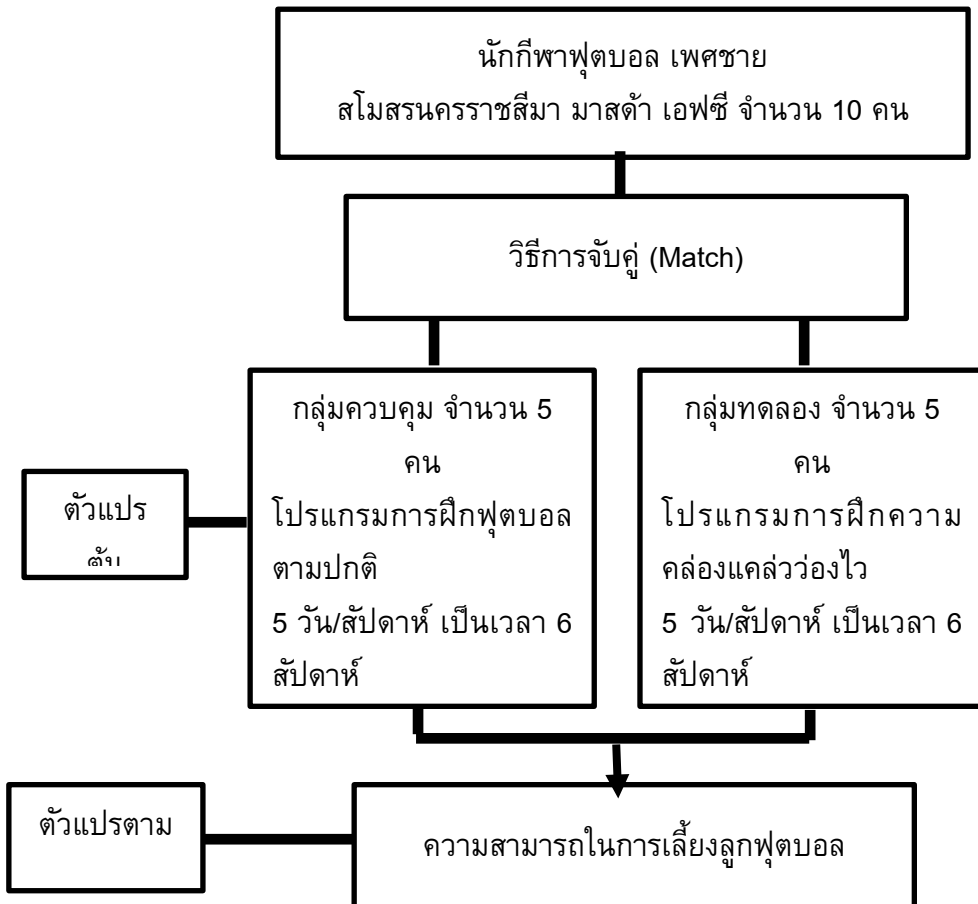 นักกีฬาฟุตบอล เพศชาย
สโมสรนครราชสีมา มาสด้า เอฟซี จำนวน 10 คน
วิธีการจับคู่ (Match)
กลุ่มควบคุม จำนวน 5
คน
โปรแกรมการฝึกฟุตบอล
ตามปกติ
5 วัน/สัปดาห์ เป็นเวลา 6
สัปดาห์
กลุ่มทดลอง จำนวน 5
คน
โปรแกรมการฝึกความ
คล่องแคล่วว่องไว
5 วัน/สัปดาห์ เป็นเวลา 6
สัปดาห์
ตัวแปร
ต้น
ตัวแปรตาม
ความสามารถในการเลี้ยงลูกฟุตบอล